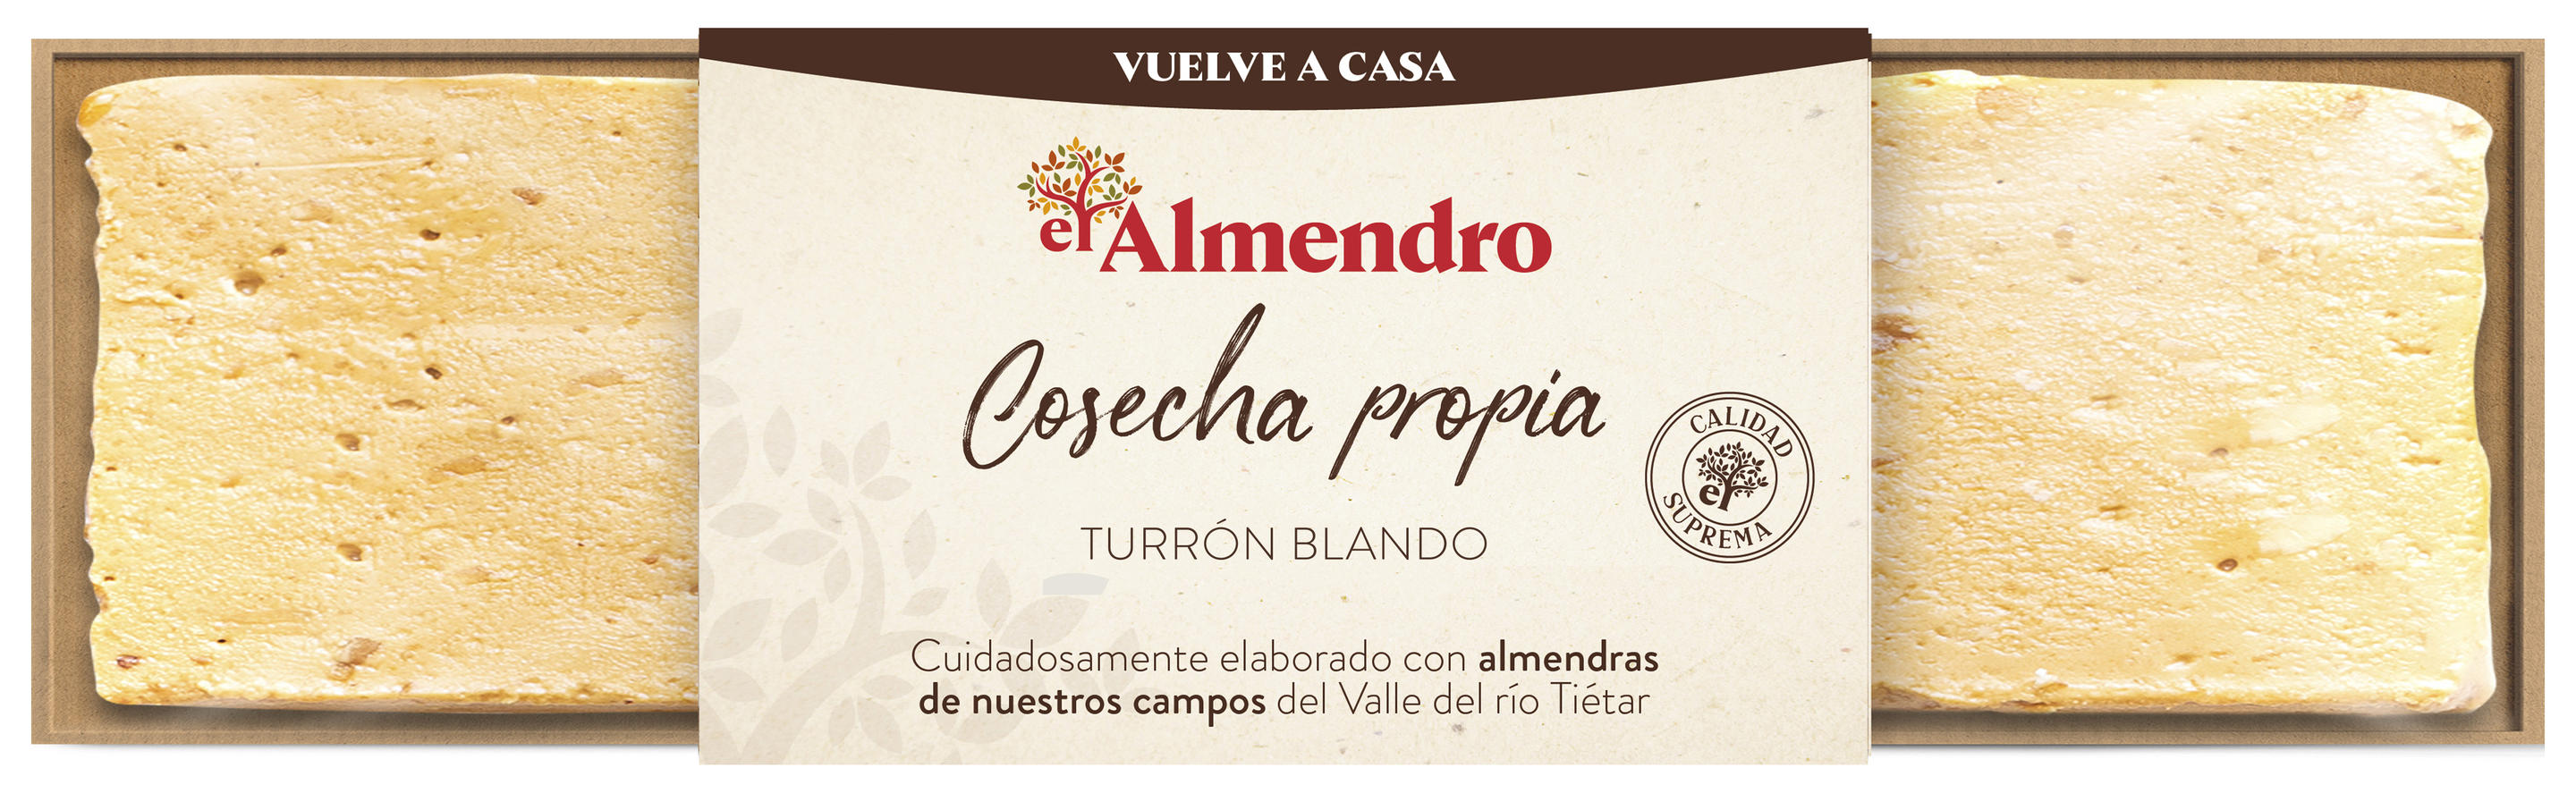 VUELVE A CASA
el Almendro
Cosecha propia
CALIDAD
el
SUPREMA
TURRÓN BLANDO
Cuidadosamente elaborado con almendras
de nuestros campos del Valle del río Tiétar